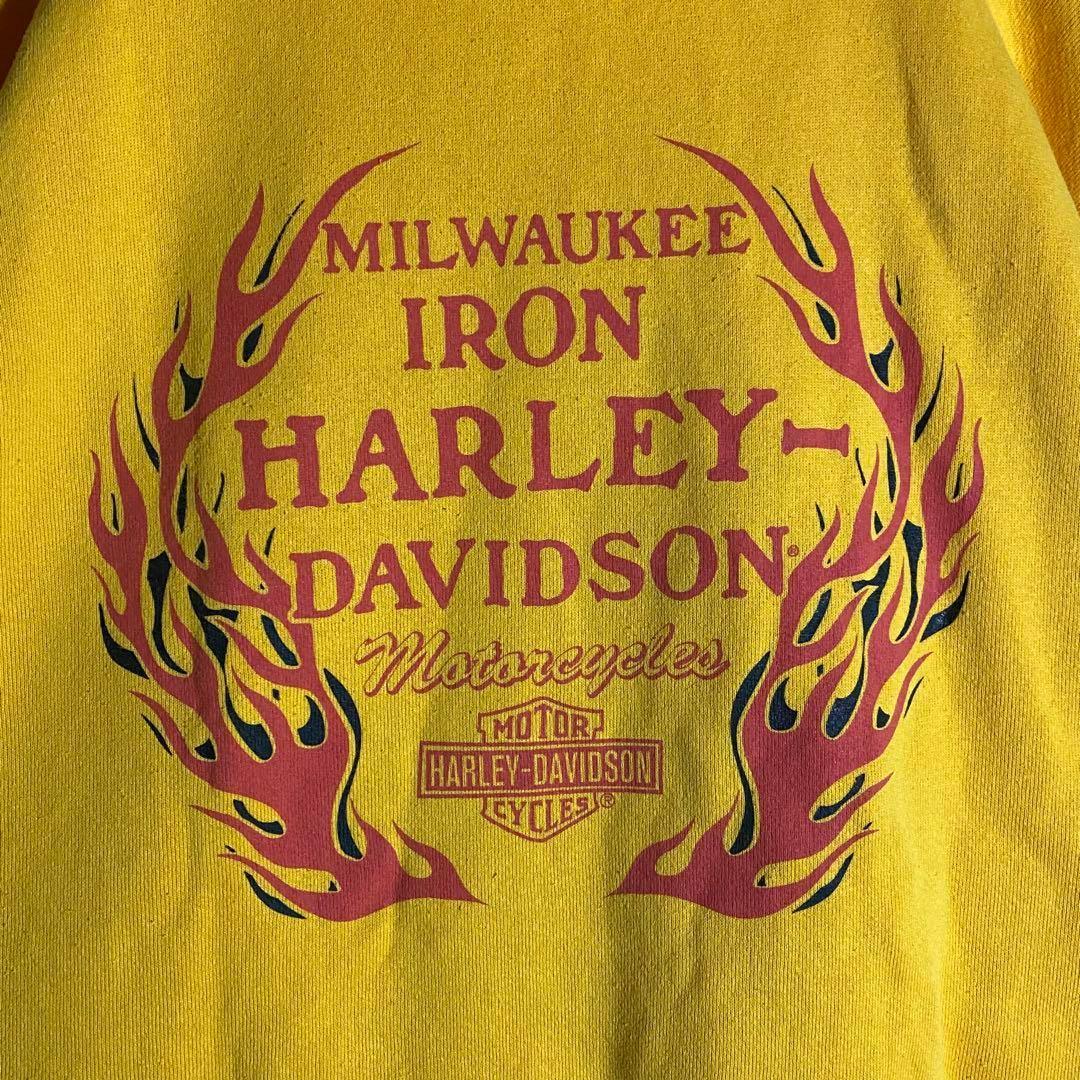 MILWAUKEE
IRON
HARLEY-
DAVIDSON®
Motorcycles
MOTOR
HARLEY-DAVIDSON
CYCLES®